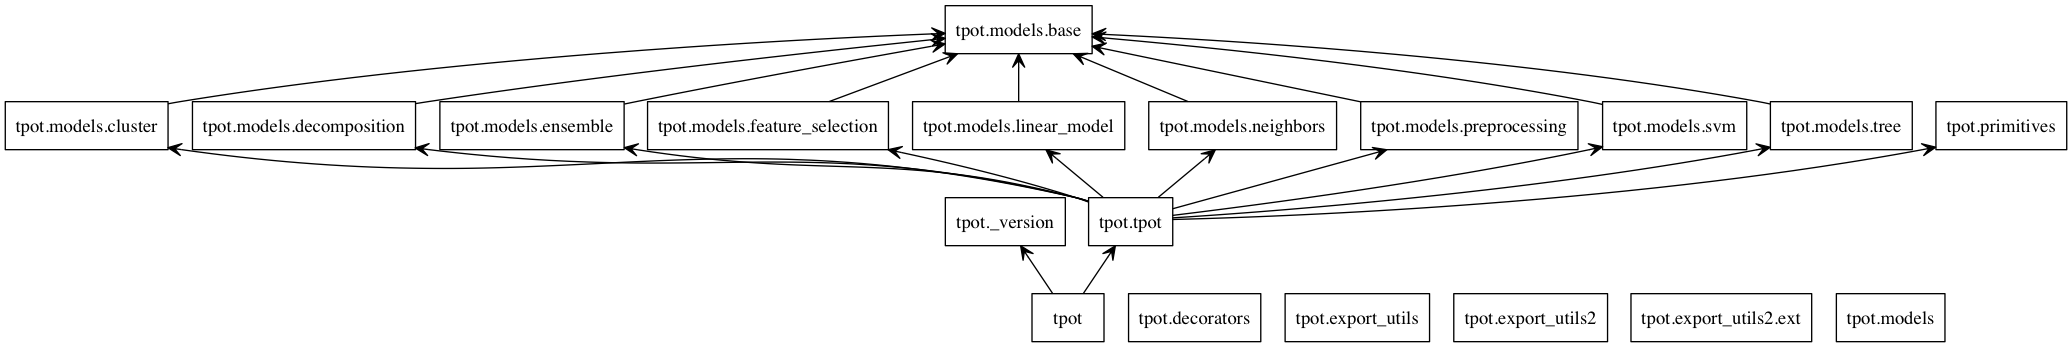 tpot.models.base
tpot.models.cluster
tpot.models.decomposition
tpot.models.ensemble
tpot.models.feature_selection
tpot.models.linear_model
tpot.models.neighbors
tpot.models.preprocessing
tpot.models.svm
tpot.models.tree
tpot.primitives
tpot._version
tpot.tpot
tpot
tpot.decorators
tpot.export_utils
tpot.export_utils2
tpot.export_utils2.ext
tpot.models